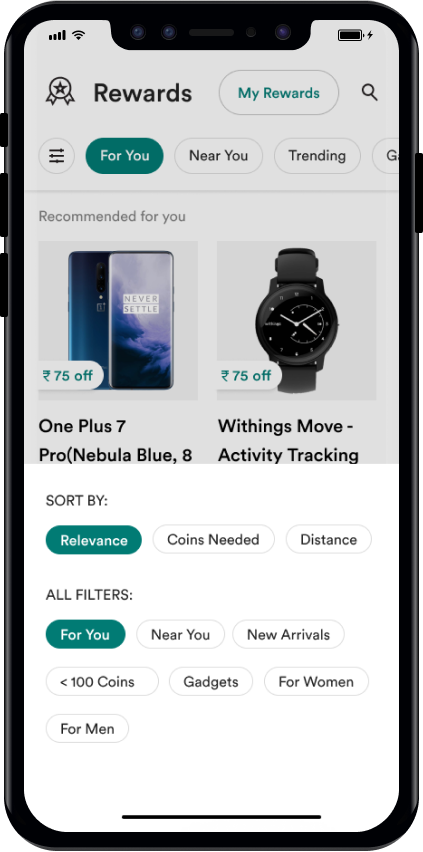 Rewards
My Rewards
For You
Near You
Trending
Ga
Recommended for you
NEVER
SETTLE
withings
₹ 75 off
₹ 75 off
One Plus 7
Pro(Nebula Blue, 8
Withings Move -
Activity Tracking
SORT BY:
Relevance
Coins Needed
Distance
ALL FILTERS:
For You
Near You
New Arrivals
< 100 Coins
Gadgets
For Women
For Men